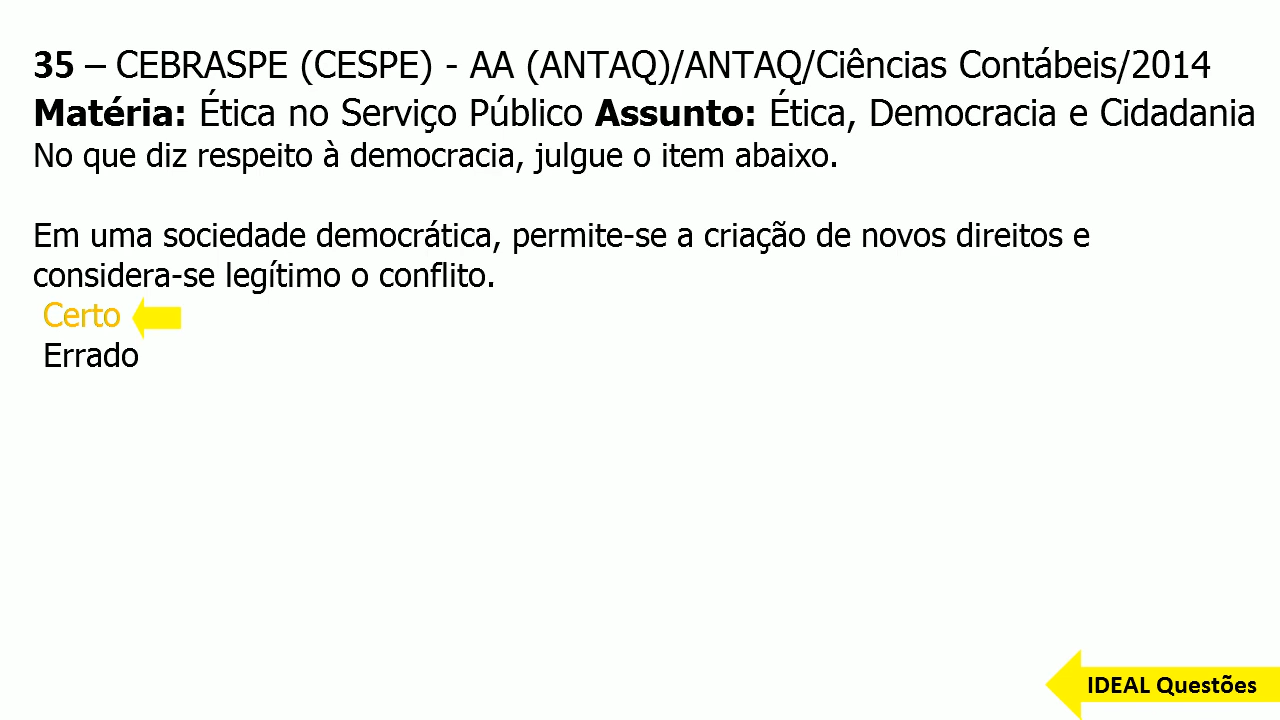 35 – CEBRASPE (CESPE) - AA (ANTAQ)/ANTAQ/Ciências Contábeis/2014
Matéria: Ética no Serviço Público Assunto: Ética, Democracia e Cidadania
No que diz respeito à democracia, julgue o item abaixo.
Em uma sociedade democrática, permite-se a criação de novos direitos e
considera-se legítimo o conflito.
Certo
Errado
IDEAL Questões